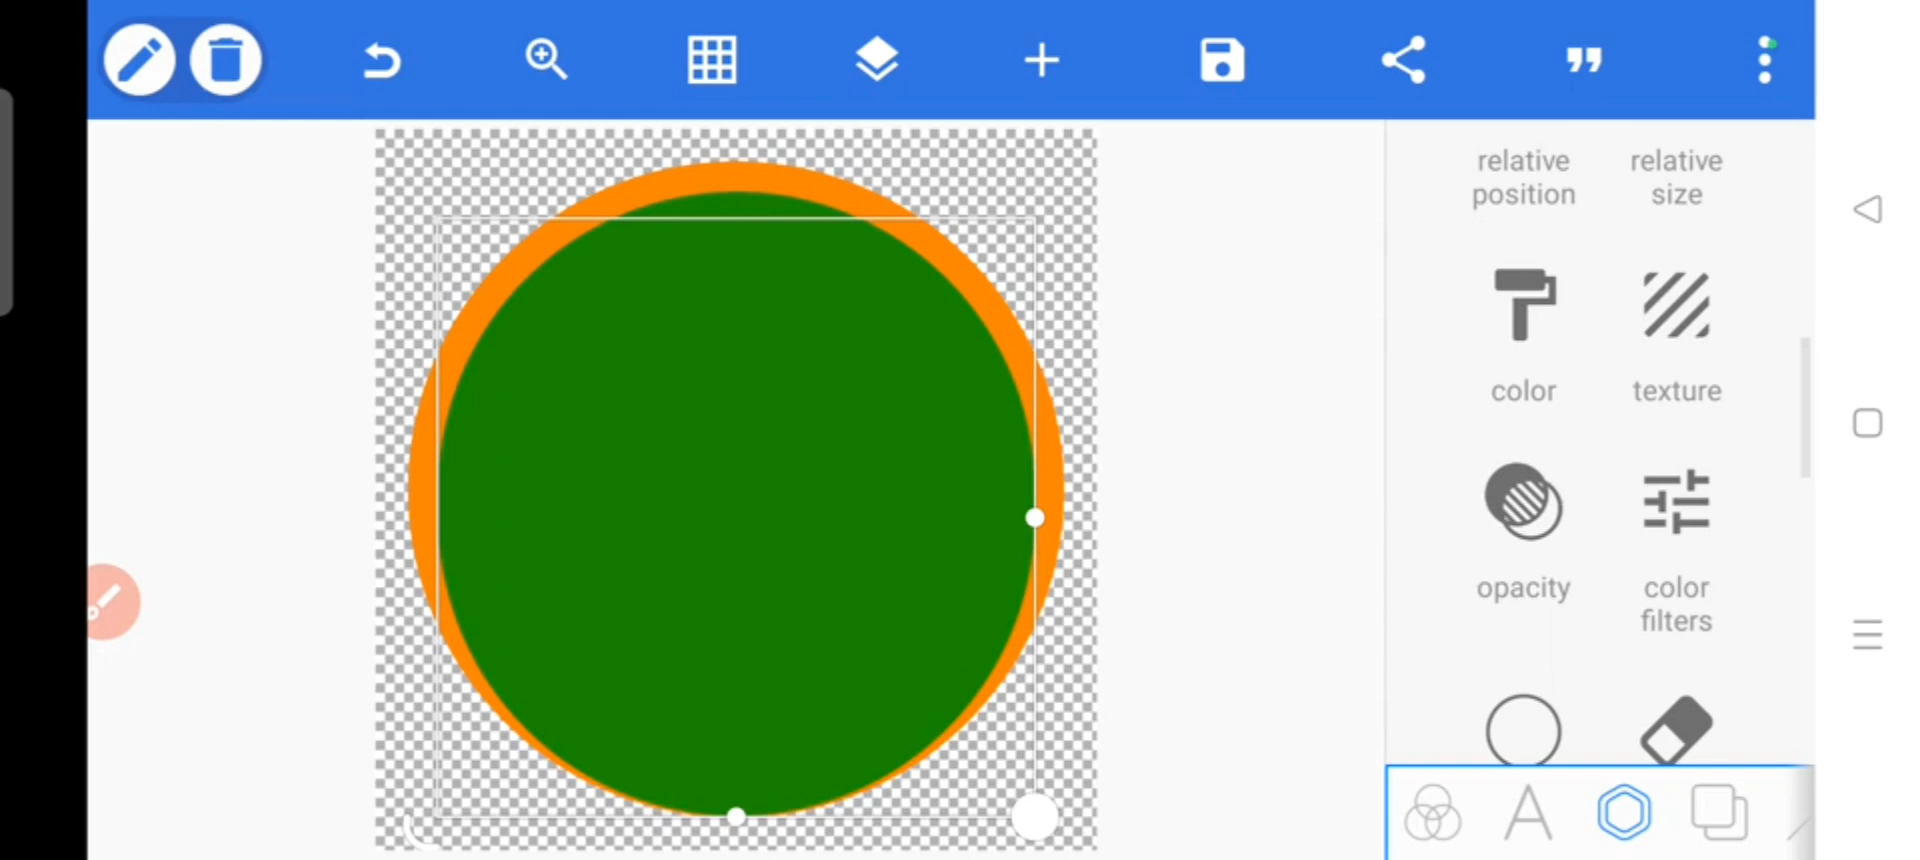 relative
position
relative
size
color
texture
opacity
color
filters